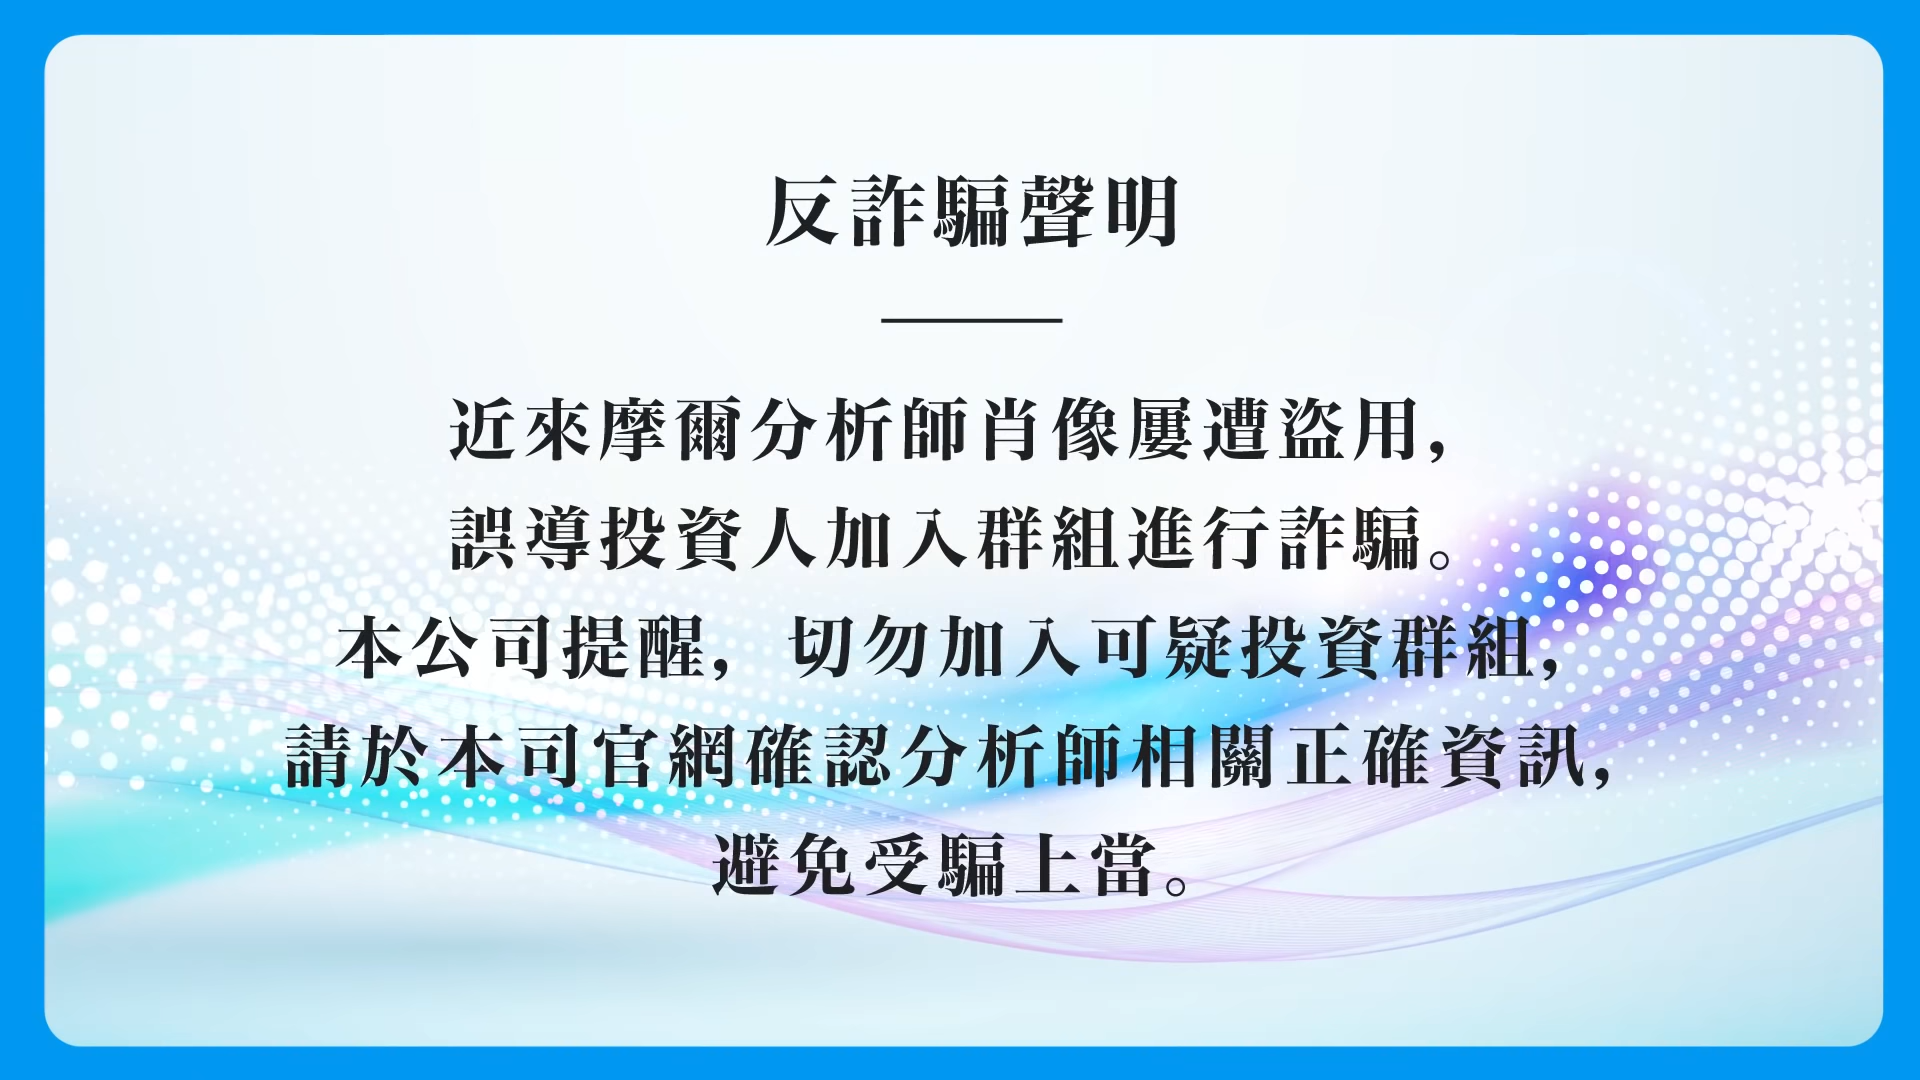 反詐騙聲明
近來摩爾分析師肖像屢遭盜用，
誤導投資人加入群組進行詐騙。
本公司提醒，切勿加入可疑投資群組，
請於本司官網確認分析師相關正確資訊，
避免受騙上當。